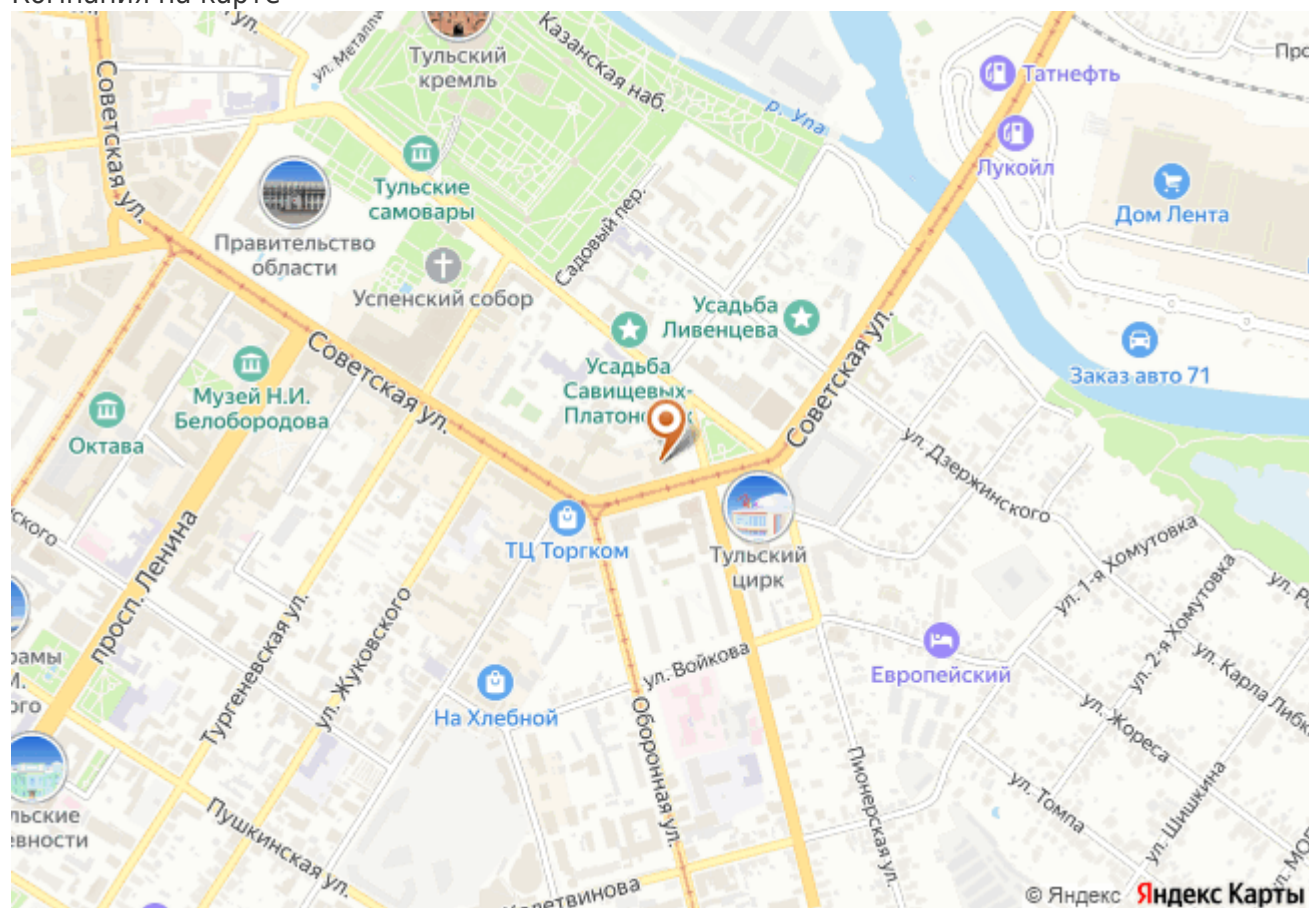 Компания на карте
Тульский
кремль
Казанская наб.
р. Упа
Татнефть
Лукойл
Дом Лента
Советская ул.
Тульские
самовары
Правительство
области
Успенский собор
Садовый пер.
Усадьба
Ливенцева
Советская ул.
Заказ авто 71
Усадьба
Савищевых-
Музей Н.И.
Белобородова
Октава
Советская ул.
ул. Дзержинского
просп. Ленина
ТЦ Торгком
Тульский
цирк
ул. 1-я Хомутовка
ул. 2-я Хомутовка
Тургеневская ул.
ул. Жуковского
ул. Войкова
Европейский
На Хлебной
Оборонная ул.
Пионерская ул.
ул. Жореса
ул. Томпа
ул. Шишкина
Пушкинская ул.
© Яндекс Яндекс Карты